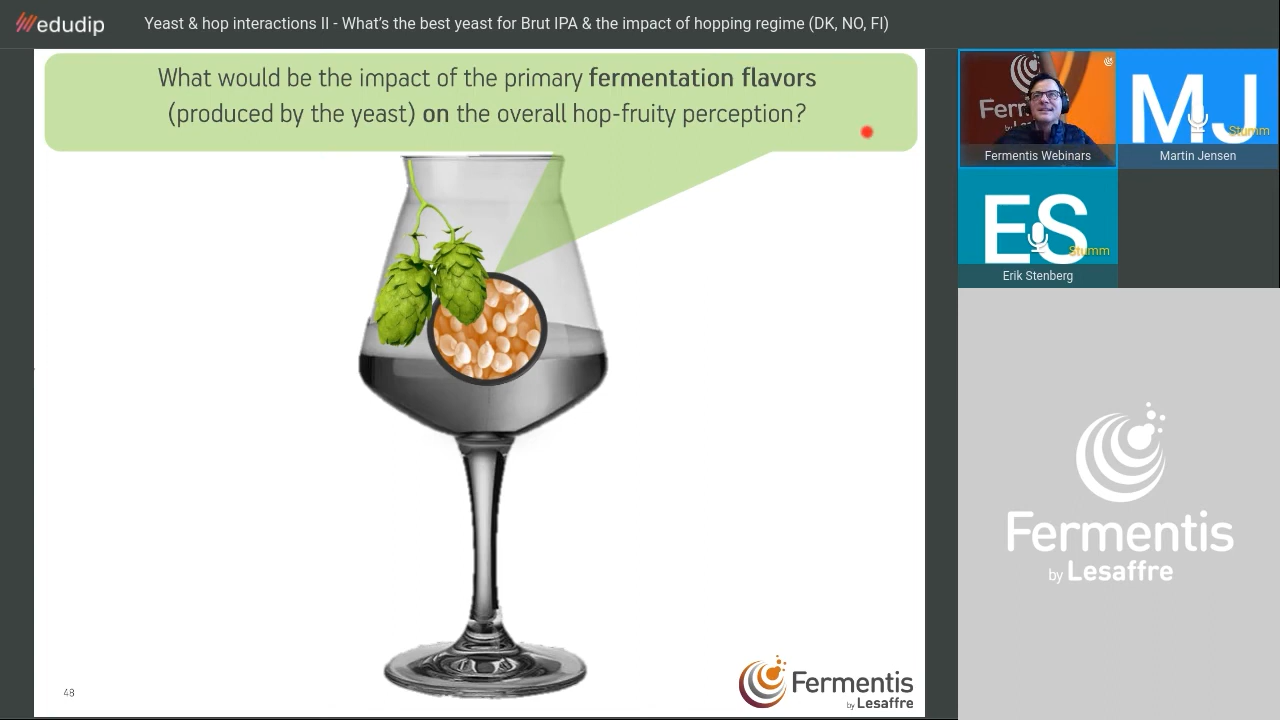 edudip
Yeast & hop interactions II - What's the best yeast for Brut IPA & the impact of hopping regime (DK, NO, FI)
What would be the impact of the primary fermentation flavors
(produced by the yeast) on the overall hop-fruity perception?
48
Fermentis
by Lesaffre
Fermentis Webinars
MJ
Stumm
Martin Jensen
ES
Stumm
Erik Stenberg
Fermentis
by Lesaffre